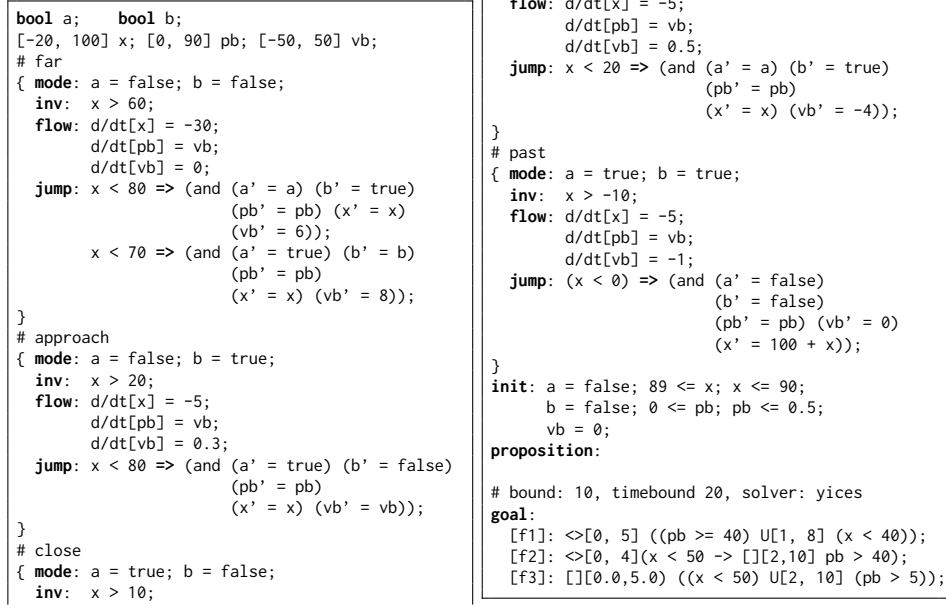 bool a;    bool b;
[-20, 100] x; [0, 90] pb; [-50, 50] vb;
# far
{ mode: a = false; b = false;
  inv:  x > 60;
  flow: d/dt[x] = -30;
        d/dt[pb] = vb;
        d/dt[vb] = 0;
  jump: x < 80 => (and (a’ = a) (b’ = true)
                       (pb’ = pb) (x’ = x)
                       (vb’ = 6));
        x < 70 => (and (a’ = true) (b’ = b)
                       (pb’ = pb)
                       (x’ = x) (vb’ = 8));
}
# approach
{ mode: a = false; b = true;
  inv:  x > 20;
  flow: d/dt[x] = -5;
        d/dt[pb] = vb;
        d/dt[vb] = 0.3;
  jump: x < 80 => (and (a’ = true) (b’ = false)
                       (pb’ = pb)
                       (x’ = x) (vb’ = vb));
}
# close
{ mode: a = true; b = false;
  inv:  x > 10;
  flow: d/dt[x] = -5;
        d/dt[pb] = vb;
        d/dt[vb] = 0.5;
  jump: x < 20 => (and (a’ = a) (b’ = true)
                       (pb’ = pb)
                       (x’ = x) (vb’ = -4));
}
# past
{ mode: a = true; b = true;
  inv:  x > -10;
  flow: d/dt[x] = -5;
        d/dt[pb] = vb;
        d/dt[vb] = -1;
  jump: (x < 0) => (and (a’ = false)
                        (b’ = false)
                        (pb’ = pb) (vb’ = 0)
                        (x’ = 100 + x));
}
init: a = false; 89 <= x; x <= 90;
      b = false; 0 <= pb; pb <= 0.5;
      vb = 0;
proposition:
# bound: 10, timebound 20, solver: yices
goal:
  [f1]: <>[0, 5] ((pb >= 40) U[1, 8] (x < 40));
  [f2]: <>[0, 4](x < 50 -> [][2,10] pb > 40);
  [f3]: [][0.0,5.0) ((x < 50) U[2, 10] (pb > 5));